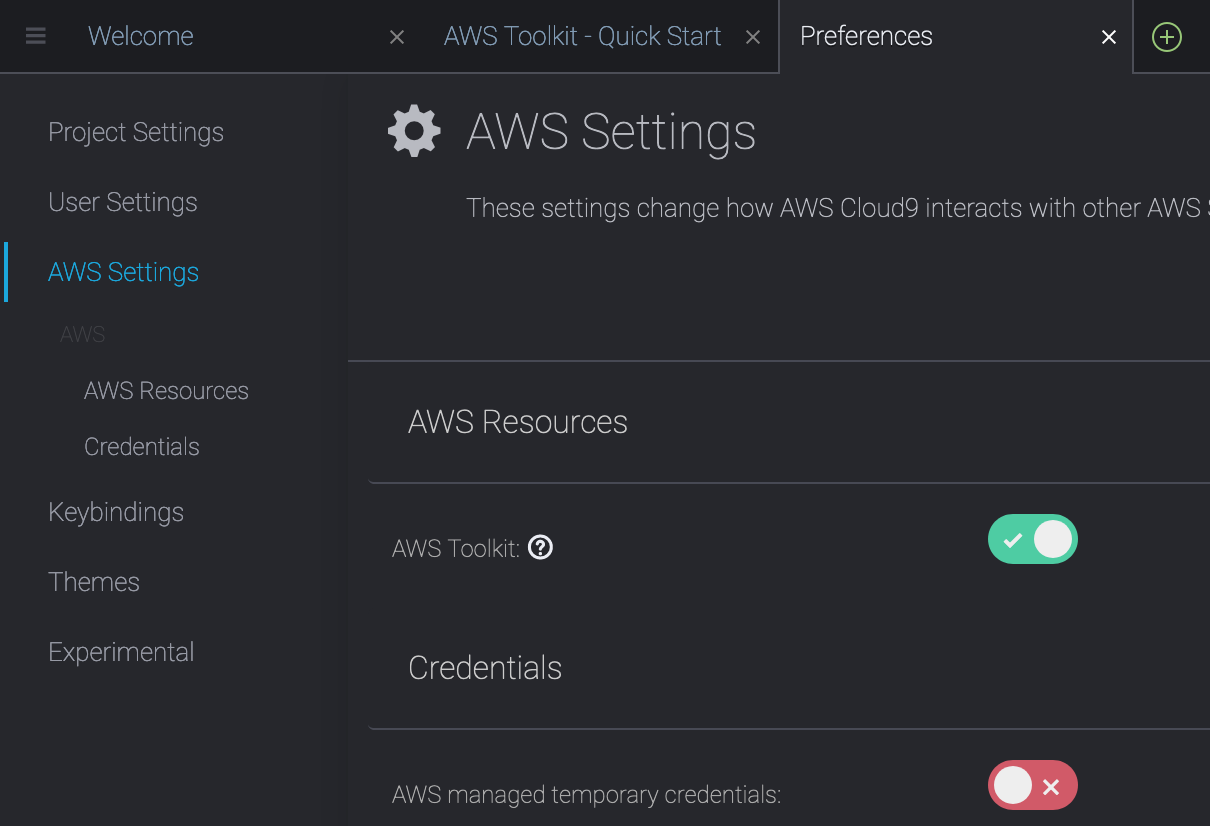 Welcome
AWS Toolkit - Quick Start
Preferences
Project Settings
User Settings
AWS Settings
AWS
AWS Resources
Credentials
Keybindings
Themes
Experimental
AWS Settings
These settings change how AWS Cloud9 interacts with other AWS
AWS Resources
AWS Toolkit:
Credentials
AWS managed temporary credentials: